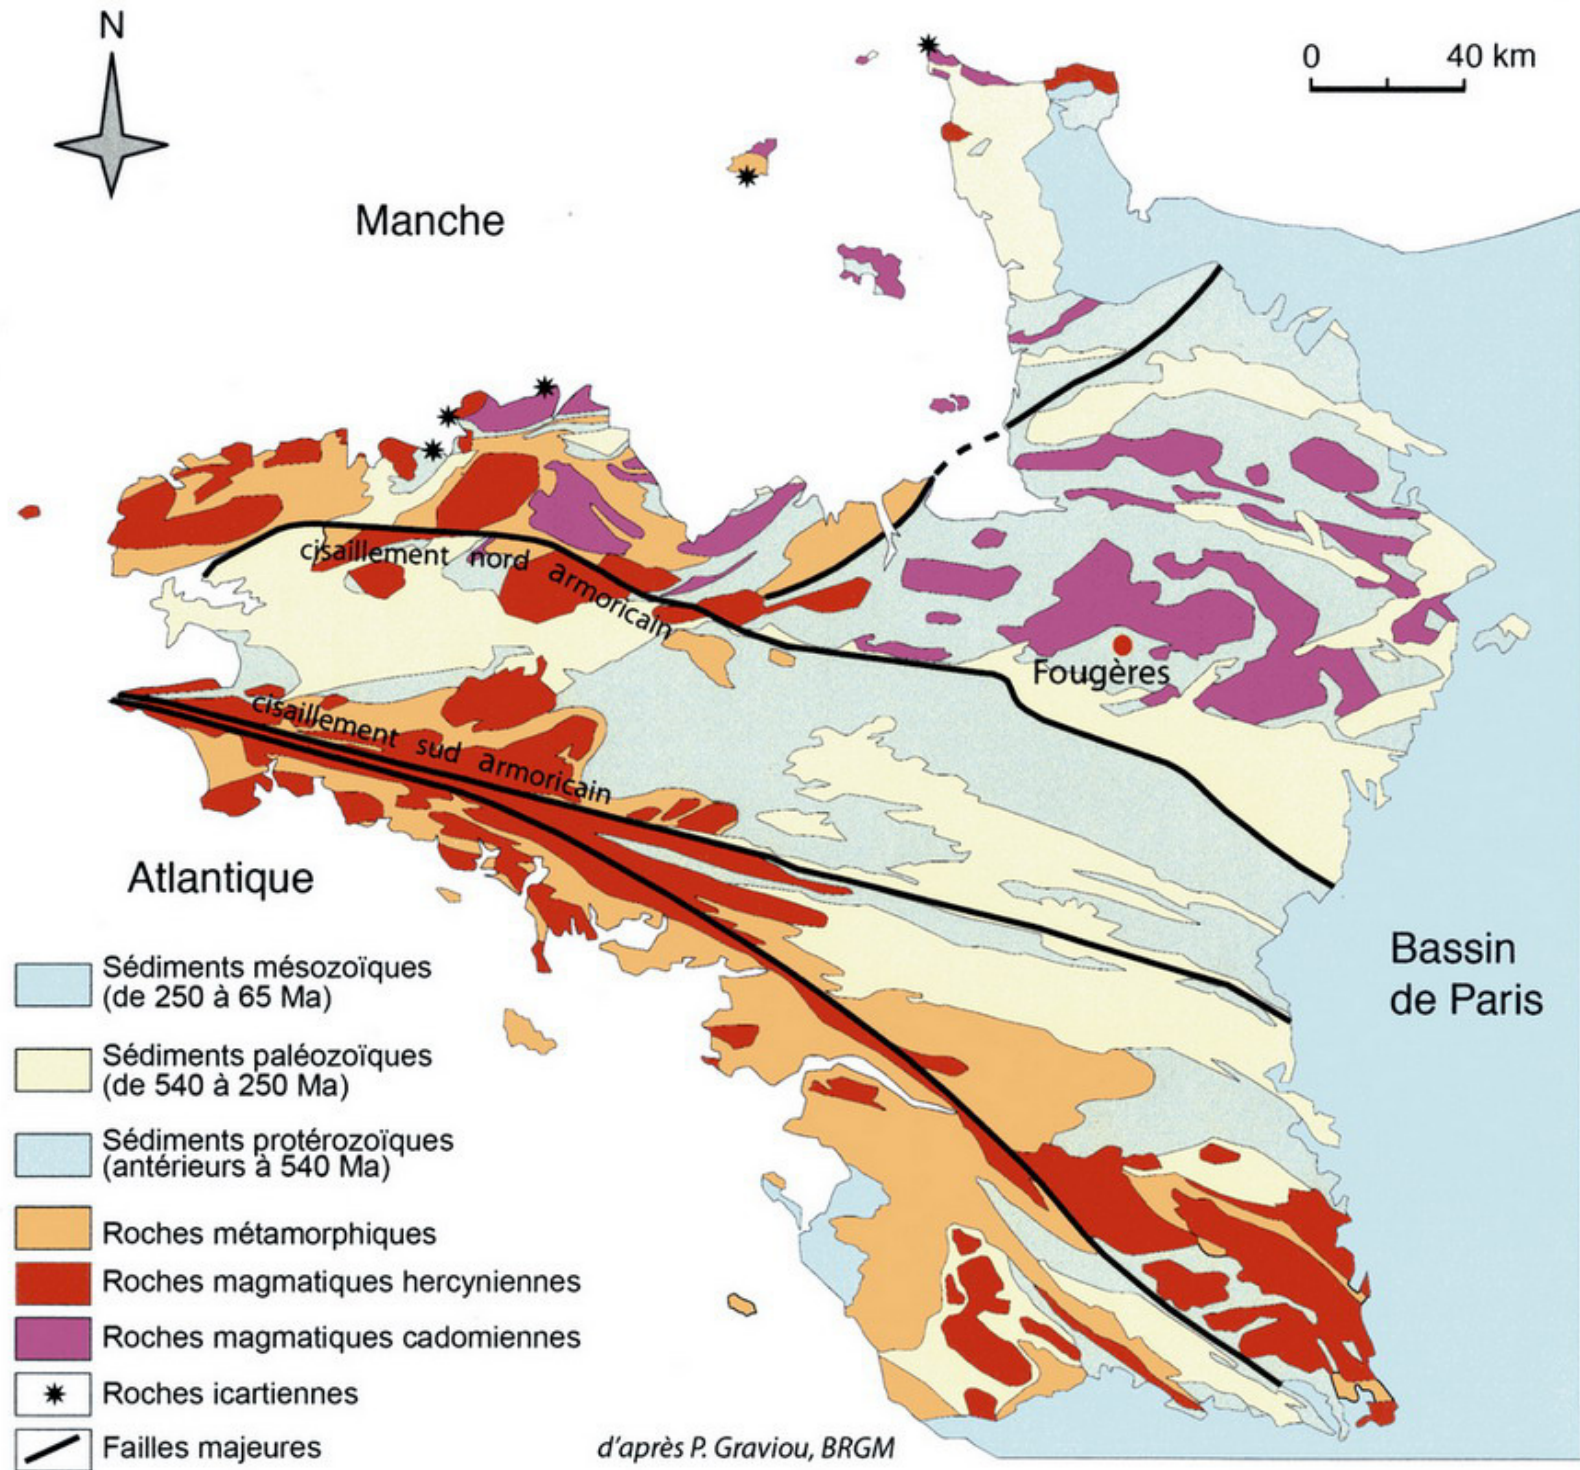 N
0 40 km
Manche
cisaillement nord armoricain
Fougères
cisaillement sud armoricain
Atlantique
Bassin
de Paris
Sédiments mésozoïques
(de 250 à 65 Ma)
Sédiments paléozoïques
(de 540 à 250 Ma)
Sédiments protérozoïques
(antérieurs à 540 Ma)
Roches métamorphiques
Roches magmatiques hercyniennes
Roches magmatiques cadomiennes
Roches icartiennes
Failles majeures
d'après P. Graviou, BRGM